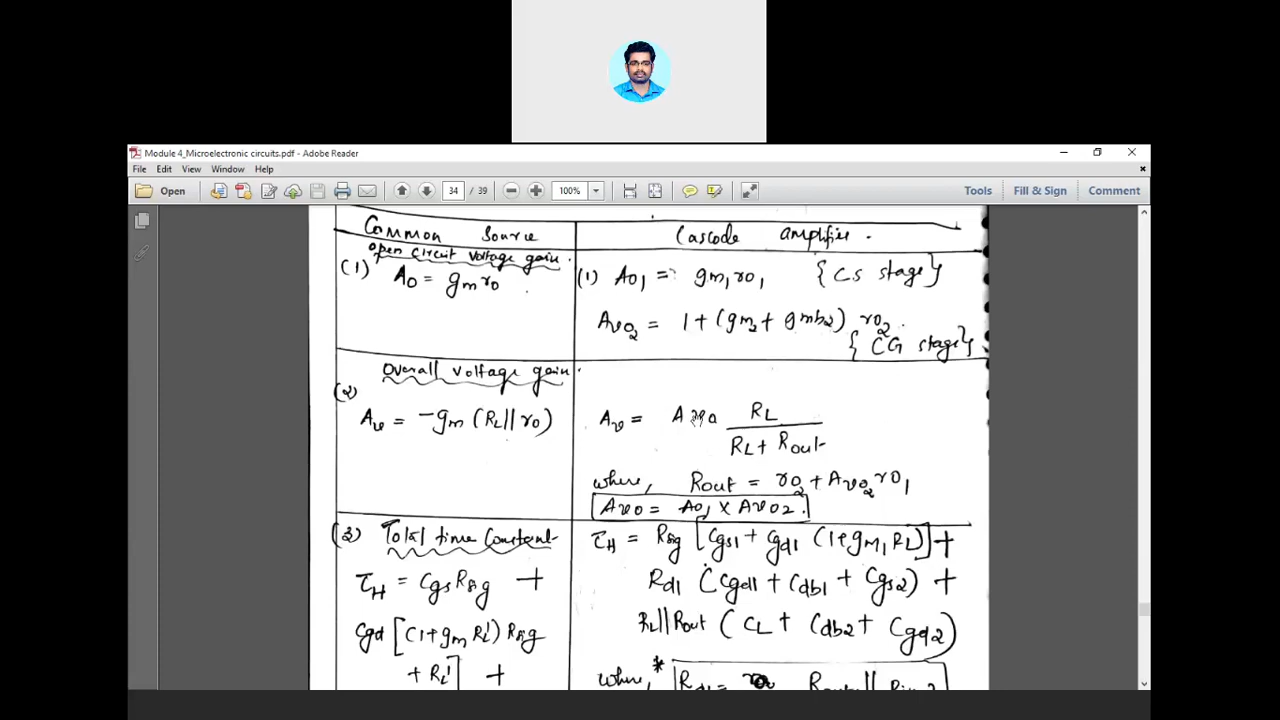 Module 4_Microelectronic circuits.pdf - Adobe Reader
File Edit View Window Help
Open 34 / 39 100% Tools Fill & Sign Comment
Common Source
Cascode amplifier.
open circuit voltage gain.
(1) A0 = gm r0
(1) A01 = gm1 r01 {CS stage}
Avo2 = 1+(gm2+ gmb2) r02.
{CG stage}
Overall voltage gain.
(2)
Av = -gm (RL||r0)
Av = Avo RL / RL+ Rout
where, Rout = r02 + Avo2 r01
Avo = A01 x Avo2.
(3) Total time Constant
τH = Cgs Rsig +
Cgd [(1+gm RL') Rsig
+ RL'] +
τH = Rsig [Cgs1 + Cgd1 (1+gm1 RL)] +
Rd1 (Cgd1 + Cdb1 + Cgs2) +
RL||Rout (CL + Cdb2 + Cgd2)
where, *